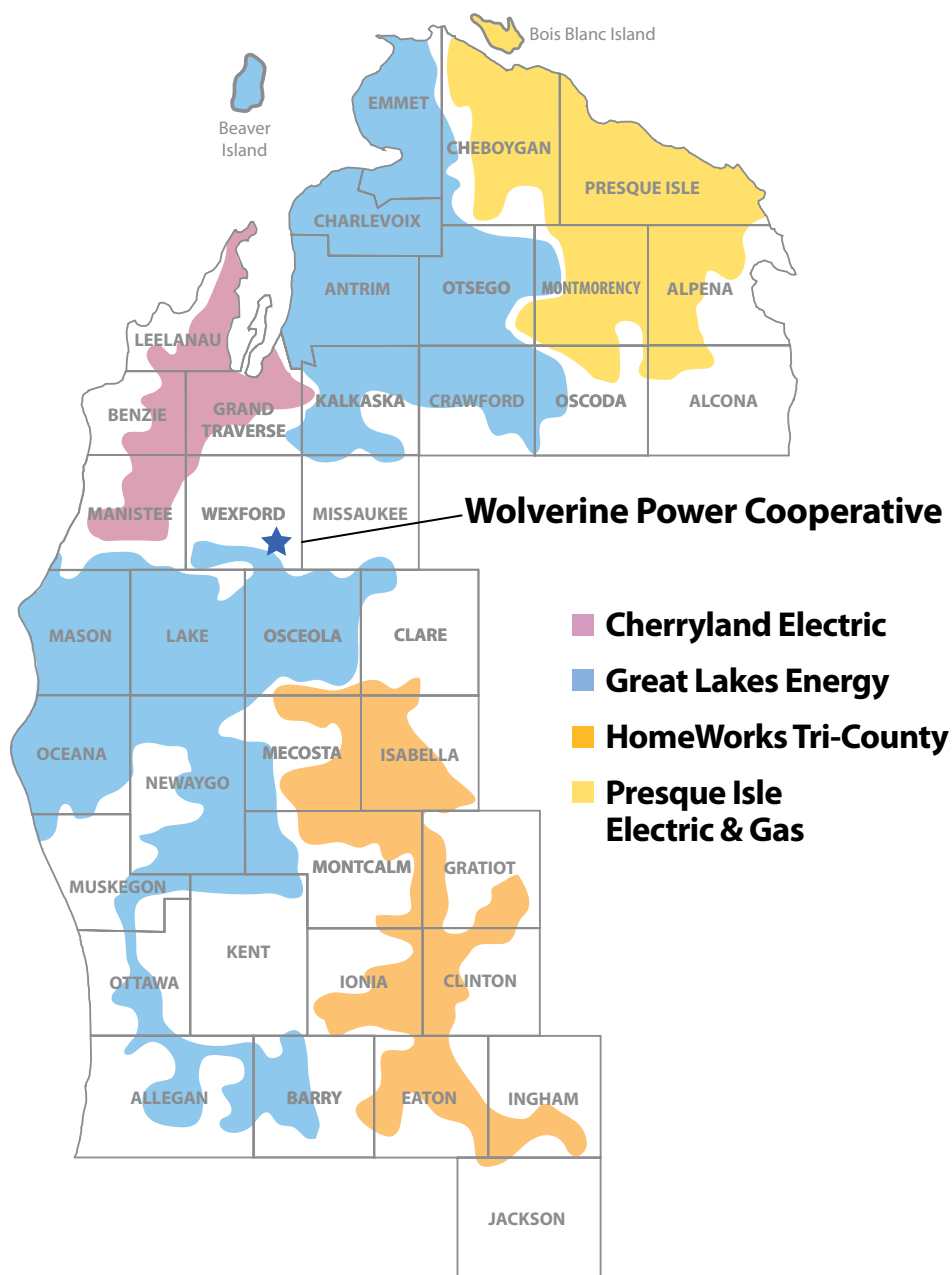 Bois Blanc Island
EMMET
Beaver
Island
CHEBOYGAN
PRESQUE ISLE
CHARLEVOIX
ANTRIM
OTSEGO
MONTMORENCY
ALPENA
LEELANAU
BENZIE
GRAND
TRAVERSE
KALKASKA
CRAWFORD
OSCODA
ALCONA
MANISTEE
WEXFORD
MISSAUKEE
Wolverine Power Cooperative
MASON
LAKE
OSCEOLA
CLARE
Cherryland Electric
Great Lakes Energy
HomeWorks Tri-County
Presque Isle
Electric & Gas
OCEANA
NEWAYGO
MECOSTA
ISABELLA
MUSKEGON
MONTCALM
GRATIOT
KENT
OTTAWA
IONIA
CLINTON
ALLEGAN
BARRY
EATON
INGHAM
JACKSON